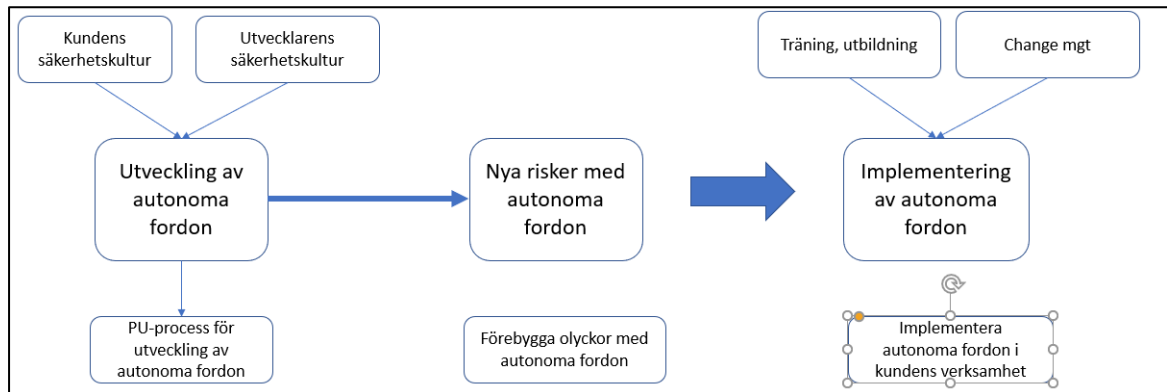 Kundens
säkerhetskultur
Utvecklarens
säkerhetskultur
Träning, utbildning
Change mgt
Utveckling av
autonoma
fordon
Nya risker med
autonoma
fordon
Implementering
av autonoma
fordon
PU-process för
utveckling av
autonoma fordon
Förebygga olyckor med
autonoma fordon
Implementera
autonoma fordon i
kundens verksamhet